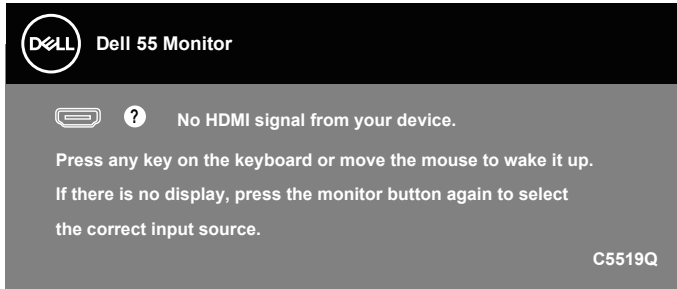 DELL Dell 55 Monitor
? No HDMI signal from your device.
Press any key on the keyboard or move the mouse to wake it up.
If there is no display, press the monitor button again to select
the correct input source.
C5519Q